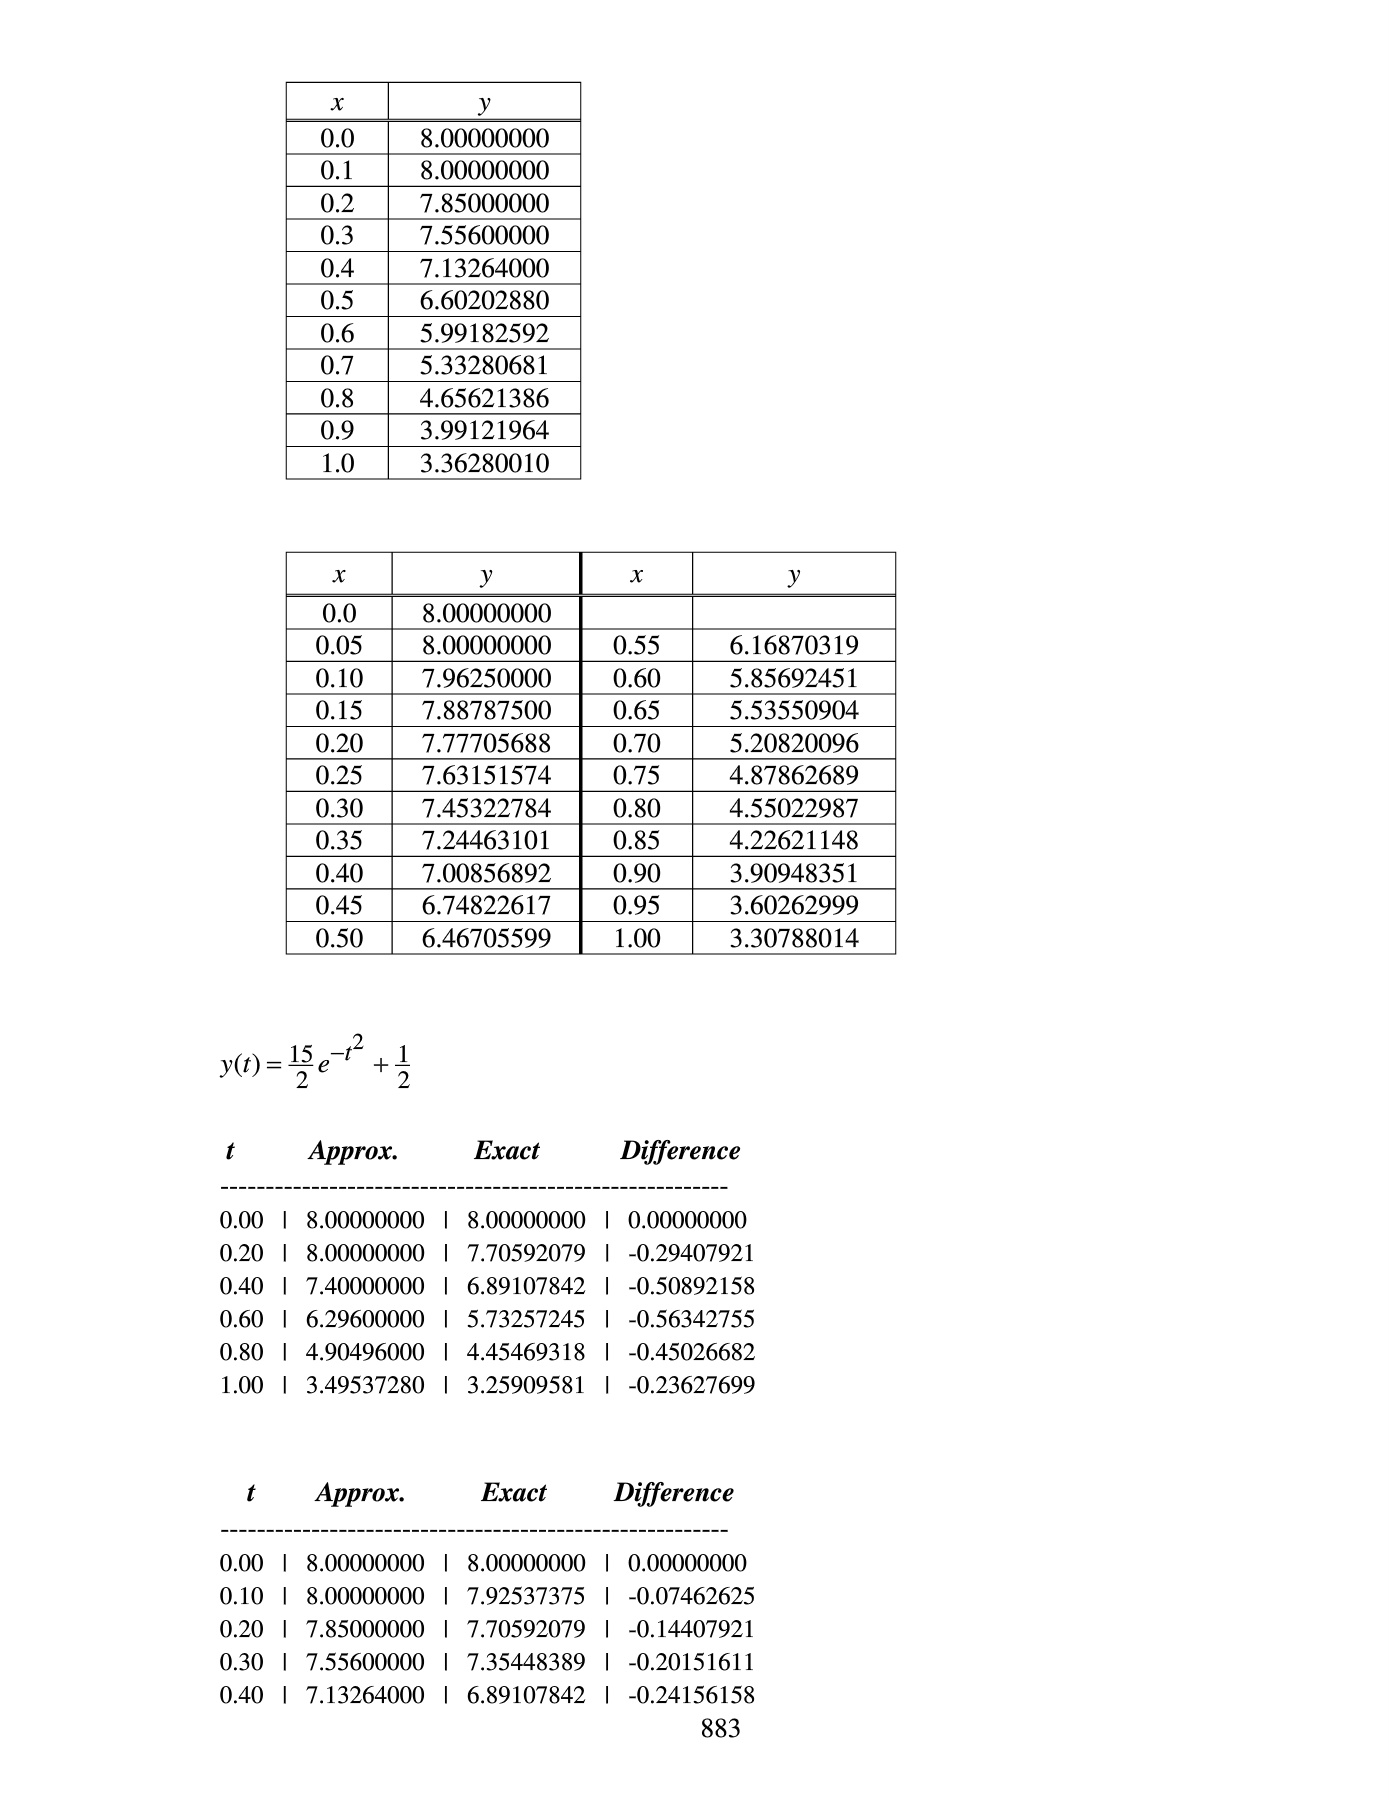 x y
0.0 8.00000000
0.1 8.00000000
0.2 7.85000000
0.3 7.55600000
0.4 7.13264000
0.5 6.60202880
0.6 5.99182592
0.7 5.33280681
0.8 4.65621386
0.9 3.99121964
1.0 3.36280010
x y x y
0.0 8.00000000
0.05 8.00000000 0.55 6.16870319
0.10 7.96250000 0.60 5.85692451
0.15 7.88787500 0.65 5.53550904
0.20 7.77705688 0.70 5.20820096
0.25 7.63151574 0.75 4.87862689
0.30 7.45322784 0.80 4.55022987
0.35 7.24463101 0.85 4.22621148
0.40 7.00856892 0.90 3.90948351
0.45 6.74822617 0.95 3.60262999
0.50 6.46705599 1.00 3.30788014
y(t) = 15/2 e^{−t^2} + 1/2
t Approx. Exact Difference
--------------------------------------------------------
0.00 | 8.00000000 | 8.00000000 | 0.00000000
0.20 | 8.00000000 | 7.70592079 | -0.29407921
0.40 | 7.40000000 | 6.89107842 | -0.50892158
0.60 | 6.29600000 | 5.73257245 | -0.56342755
0.80 | 4.90496000 | 4.45469318 | -0.45026682
1.00 | 3.49537280 | 3.25909581 | -0.23627699
t Approx. Exact Difference
--------------------------------------------------------
0.00 | 8.00000000 | 8.00000000 | 0.00000000
0.10 | 8.00000000 | 7.92537375 | -0.07462625
0.20 | 7.85000000 | 7.70592079 | -0.14407921
0.30 | 7.55600000 | 7.35448389 | -0.20151611
0.40 | 7.13264000 | 6.89107842 | -0.24156158
883